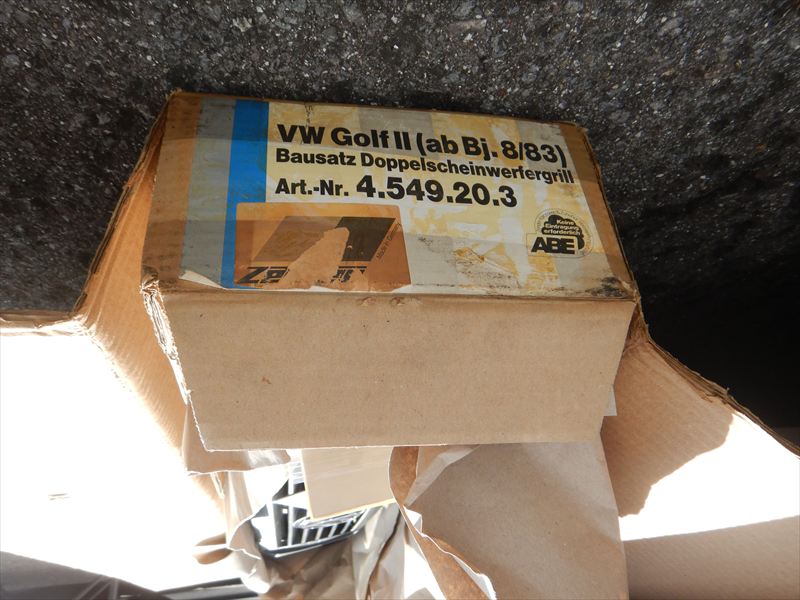 VW Golf II (ab Bj. 8/83)
Bausatz Doppelscheinwerfergrill
Art.-Nr. 4.549.20.3
Keine
Eintragung
erforderlich
ABE